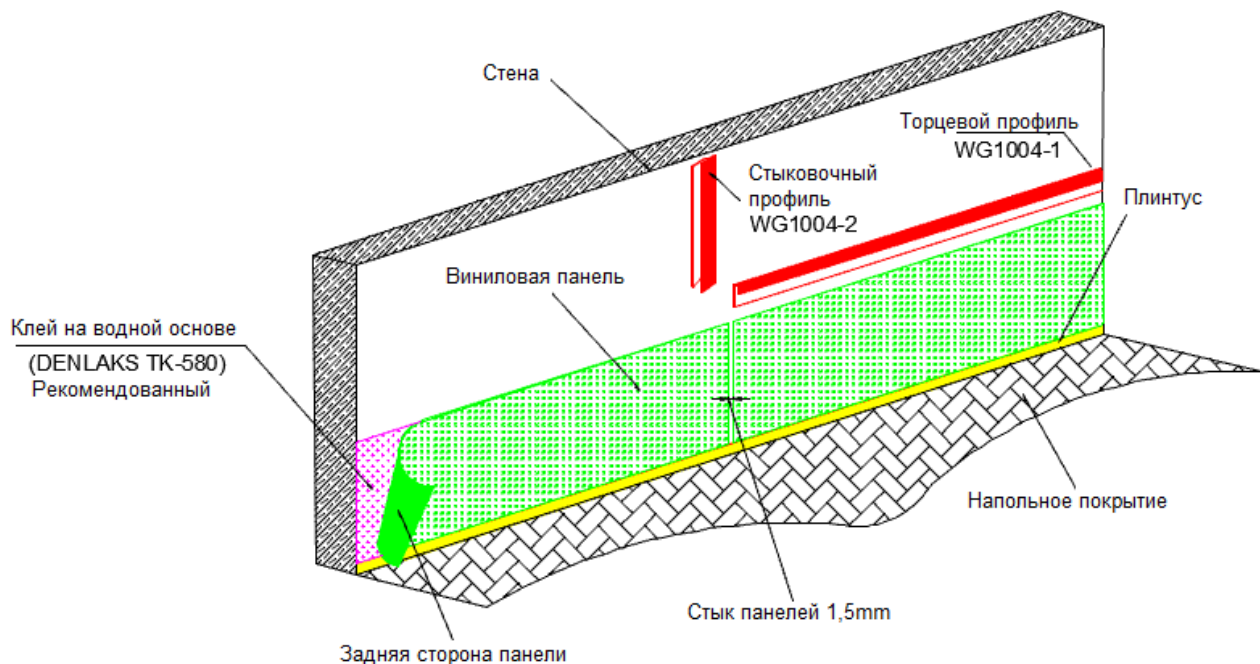 Стена
Торцевой профиль
WG1004-1
Стыковочный
профиль
WG1004-2
Плинтус
Виниловая панель
Клей на водной основе
(DENLAKS TK-580)
Рекомендованный
Напольное покрытие
Стык панелей 1,5mm
Задняя сторона панели